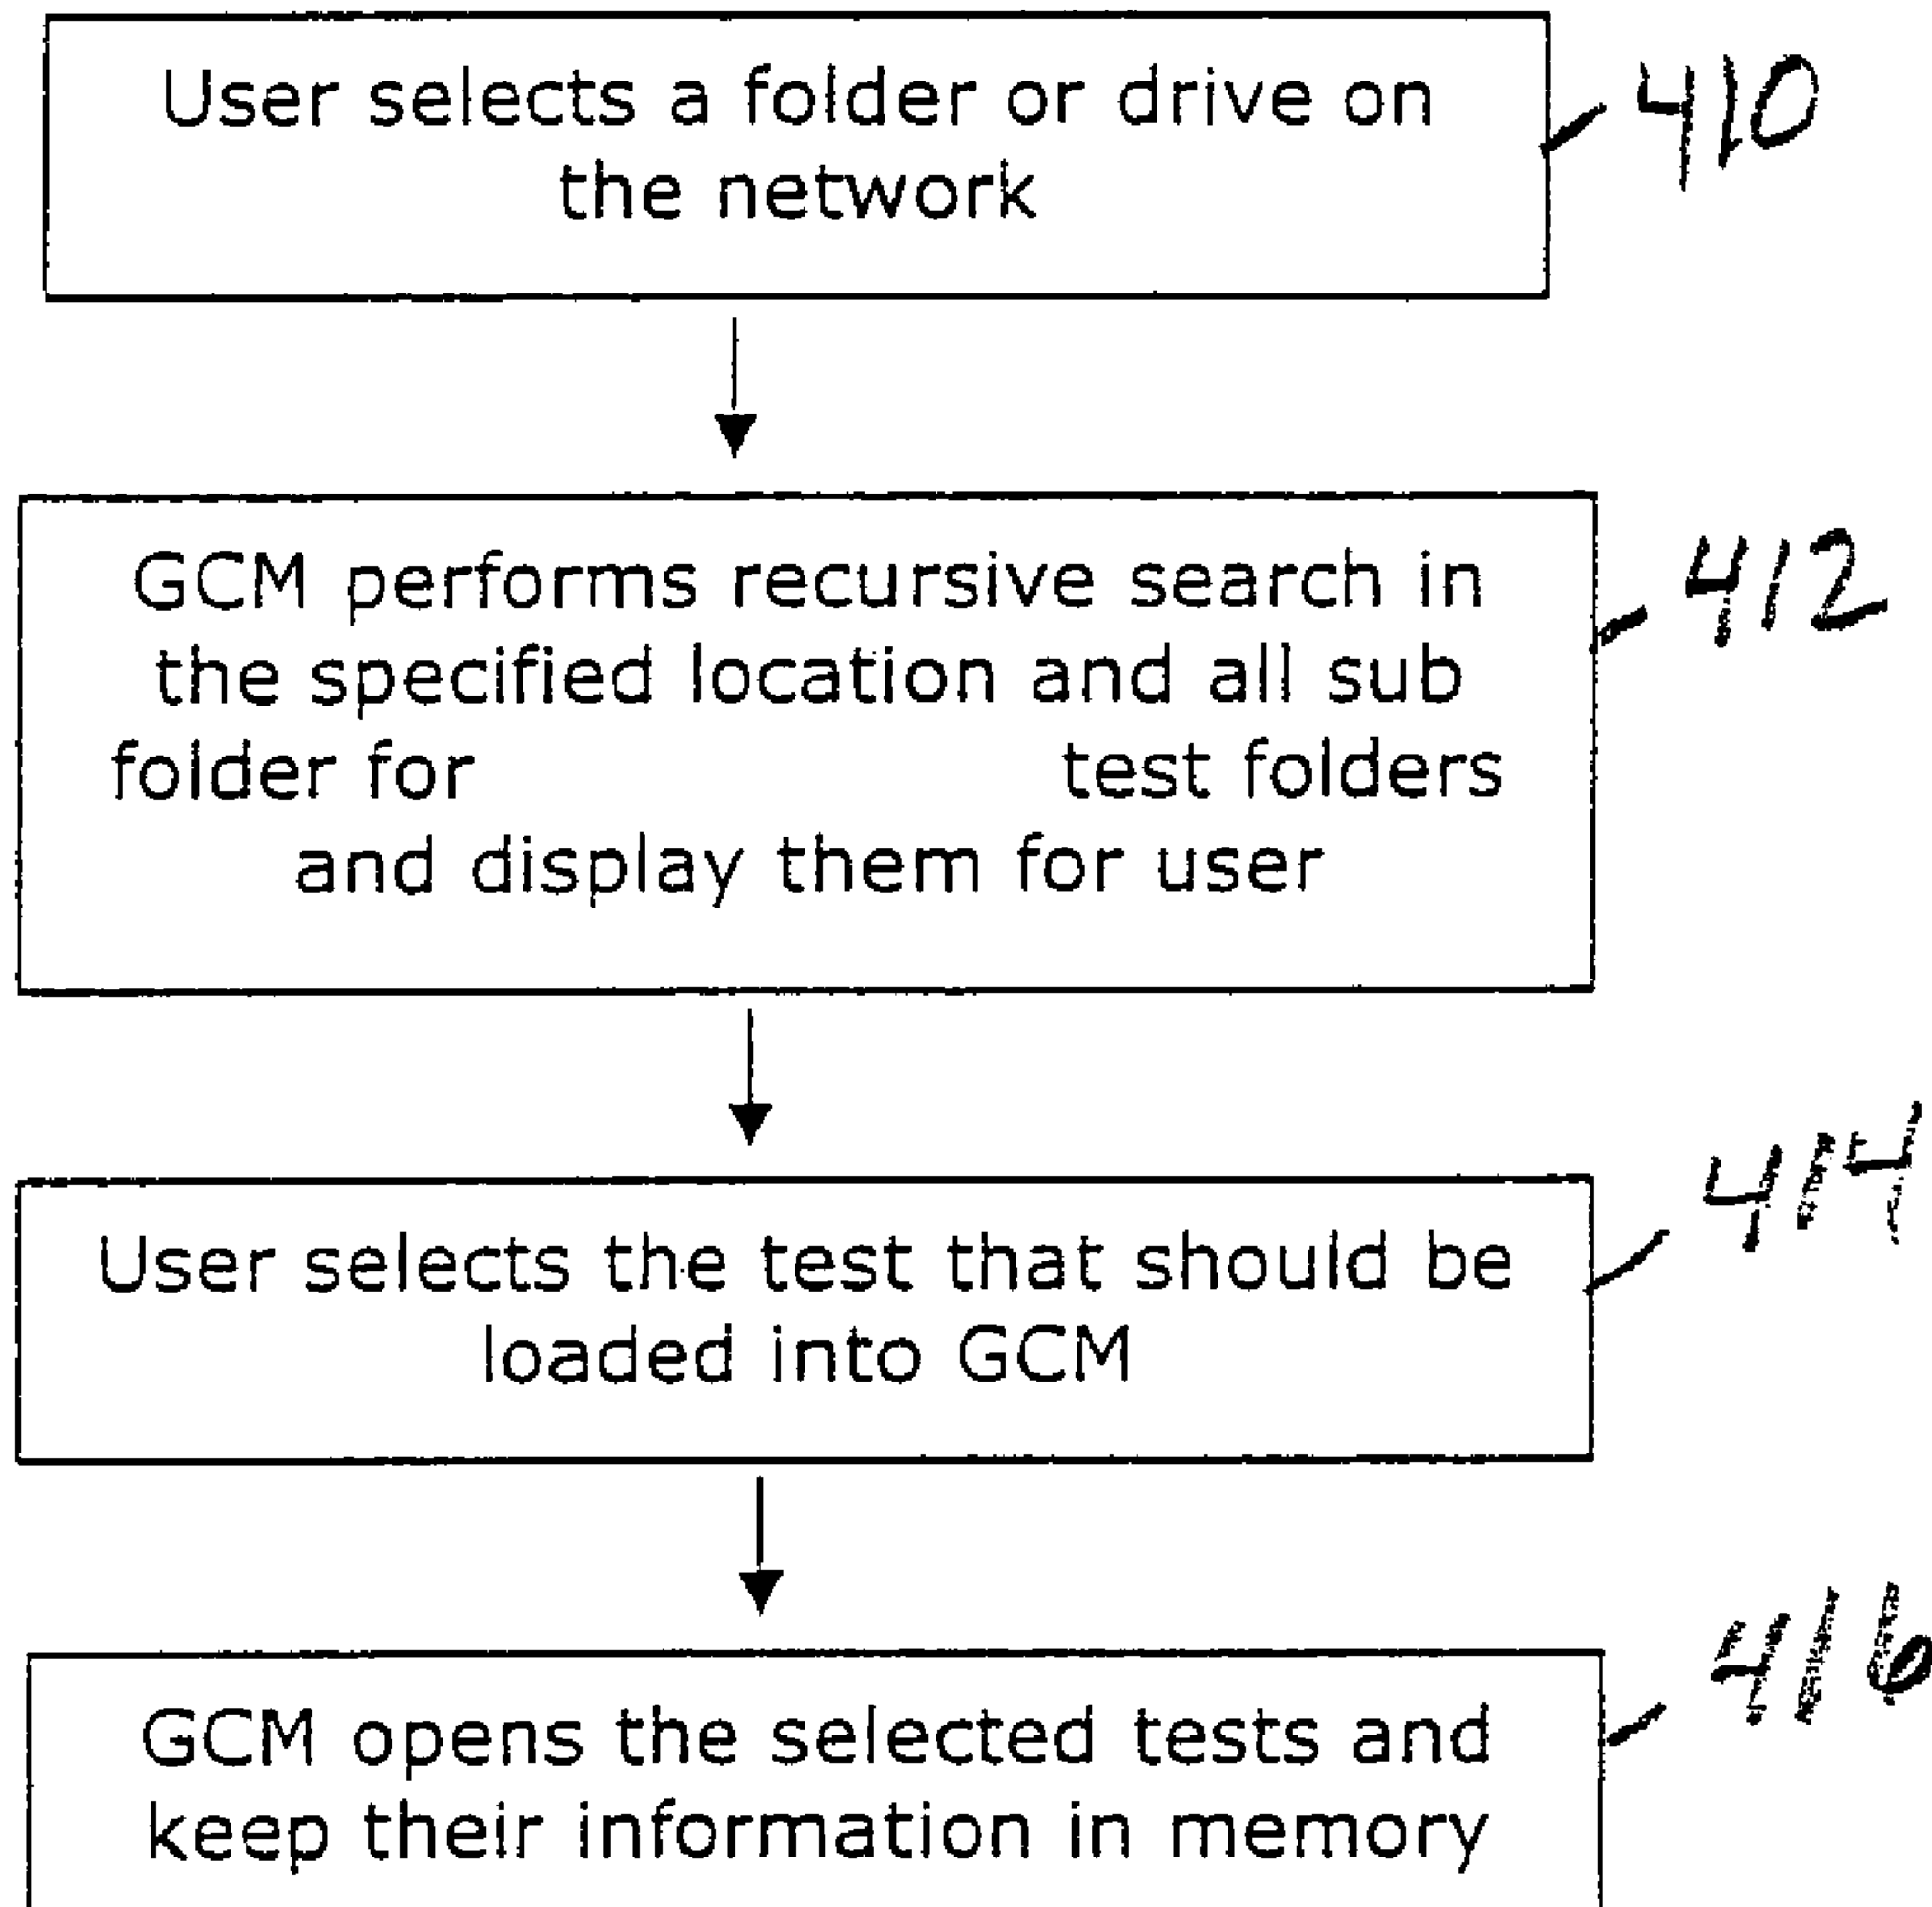 User selects a folder or drive on
the network
410
GCM performs recursive search in
the specified location and all sub
folder for test folders
and display them for user
412
User selects the test that should be
loaded into GCM
414
GCM opens the selected tests and
keep their information in memory
416